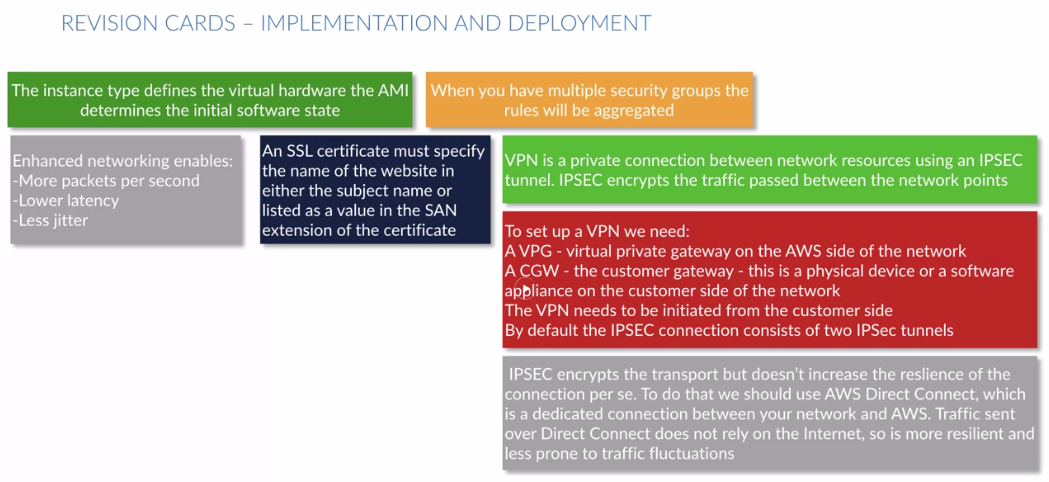 REVISION CARDS – IMPLEMENTATION AND DEPLOYMENT
The instance type defines the virtual hardware the AMI
determines the initial software state
When you have multiple security groups the
rules will be aggregated
Enhanced networking enables:
-More packets per second
-Lower latency
-Less jitter
An SSL certificate must specify
the name of the website in
either the subject name or
listed as a value in the SAN
extension of the certificate
VPN is a private connection between network resources using an IPSEC
tunnel. IPSEC encrypts the traffic passed between the network points
To set up a VPN we need:
A VPG - virtual private gateway on the AWS side of the network
A CGW - the customer gateway - this is a physical device or a software
appliance on the customer side of the network
The VPN needs to be initiated from the customer side
By default the IPSEC connection consists of two IPSec tunnels
IPSEC encrypts the transport but doesn't increase the reslience of the
connection per se. To do that we should use AWS Direct Connect, which
is a dedicated connection between your network and AWS. Traffic sent
over Direct Connect does not rely on the Internet, so is more resilient and
less prone to traffic fluctuations